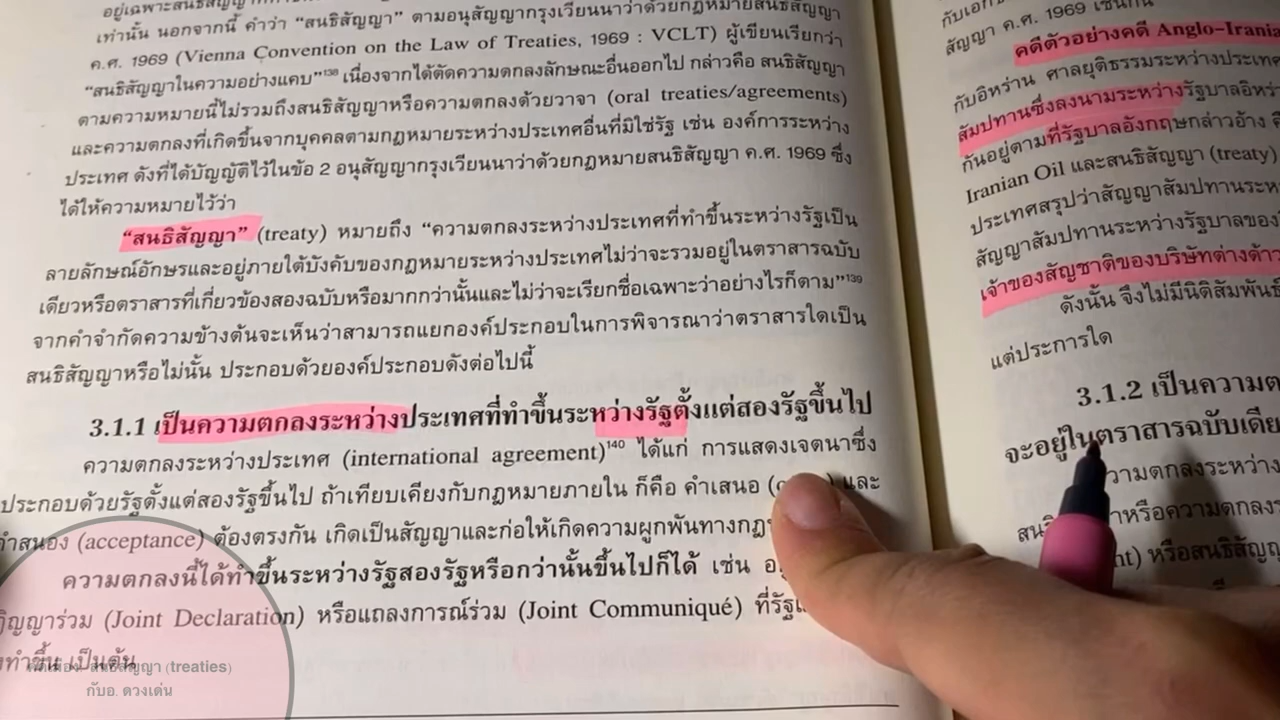 อยู่เฉพาะสนธิสัญญา
เท่านั้น นอกจากนี้ คำว่า “สนธิสัญญา” ตามอนุสัญญากรุงเวียนนาว่าด้วยกฎหมายสนธิสัญญา
ค.ศ. 1969 (Vienna Convention on the Law of Treaties, 1969 : VCLT) ผู้เขียนเรียกว่า
“สนธิสัญญาในความอย่างแคบ”¹³⁸ เนื่องจากได้ตัดความตกลงลักษณะอื่นออกไป กล่าวคือ สนธิสัญญา
ตามความหมายนี้ไม่รวมถึงสนธิสัญญาหรือความตกลงด้วยวาจา (oral treaties/agreements)
และความตกลงที่เกิดขึ้นจากบุคคลตามกฎหมายระหว่างประเทศอื่นที่มิใช่รัฐ เช่น องค์การระหว่าง
ประเทศ ดังที่ได้บัญญัติไว้ในข้อ 2 อนุสัญญากรุงเวียนนาว่าด้วยกฎหมายสนธิสัญญา ค.ศ. 1969 ซึ่ง
ได้ให้ความหมายไว้ว่า
“สนธิสัญญา” (treaty) หมายถึง “ความตกลงระหว่างประเทศที่ทำขึ้นระหว่างรัฐเป็น
ลายลักษณ์อักษรและอยู่ภายใต้บังคับของกฎหมายระหว่างประเทศไม่ว่าจะรวมอยู่ในตราสารฉบับ
เดียวหรือตราสารที่เกี่ยวข้องสองฉบับหรือมากกว่านั้นและไม่ว่าจะเรียกชื่อเฉพาะว่าอย่างไรก็ตาม”¹³⁹
จากคำจำกัดความข้างต้นจะเห็นว่าสามารถแยกองค์ประกอบในการพิจารณาว่าตราสารใดเป็น
สนธิสัญญาหรือไม่นั้น ประกอบด้วยองค์ประกอบดังต่อไปนี้
3.1.1 เป็นความตกลงระหว่างประเทศที่ทำขึ้นระหว่างรัฐตั้งแต่สองรัฐขึ้นไป
ความตกลงระหว่างประเทศ (international agreement)¹⁴⁰ ได้แก่ การแสดงเจตนาซึ่ง
ประกอบด้วยรัฐตั้งแต่สองรัฐขึ้นไป ถ้าเทียบเคียงกับกฎหมายภายใน ก็คือ คำเสนอ และ
คำสนอง (acceptance) ต้องตรงกัน เกิดเป็นสัญญาและก่อให้เกิดความผูกพันทางกฎ
ความตกลงนี้ได้ทำขึ้นระหว่างรัฐสองรัฐหรือกว่านั้นขึ้นไปก็ได้ เช่น
ญญาร่วม (Joint Declaration) หรือแถลงการณ์ร่วม (Joint Communiqué) ที่รัฐ
ทำขึ้น เป็นต้น
สนธิสัญญา (treaties)
กับอ. ดวงเด่น
กับเอก
สัญญา ค.ศ. 1969 เช่นกัน
คดีตัวอย่างคดี Anglo-Irania
กับอิหร่าน ศาลยุติธรรมระหว่างประเทศ
สัมปทานซึ่งลงนามระหว่างรัฐบาลอิหร่
กันอยู่ตามที่รัฐบาลอังกฤษกล่าวอ้าง
Iranian Oil และสนธิสัญญา (treaty)
ประเทศสรุปว่าสัญญาสัมปทานระห
สัญญาสัมปทานระหว่างรัฐบาลของ
เจ้าของสัญชาติของบริษัทต่างด้าว
ดังนั้น จึงไม่มีนิติสัมพันธ์
แต่ประการใด
3.1.2 เป็นความต
จะอยู่ในตราสารฉบับเดีย
วามตกลงระหว่าง
สนธิ าหรือความตกลง
nt) หรือสนธิสัญญ